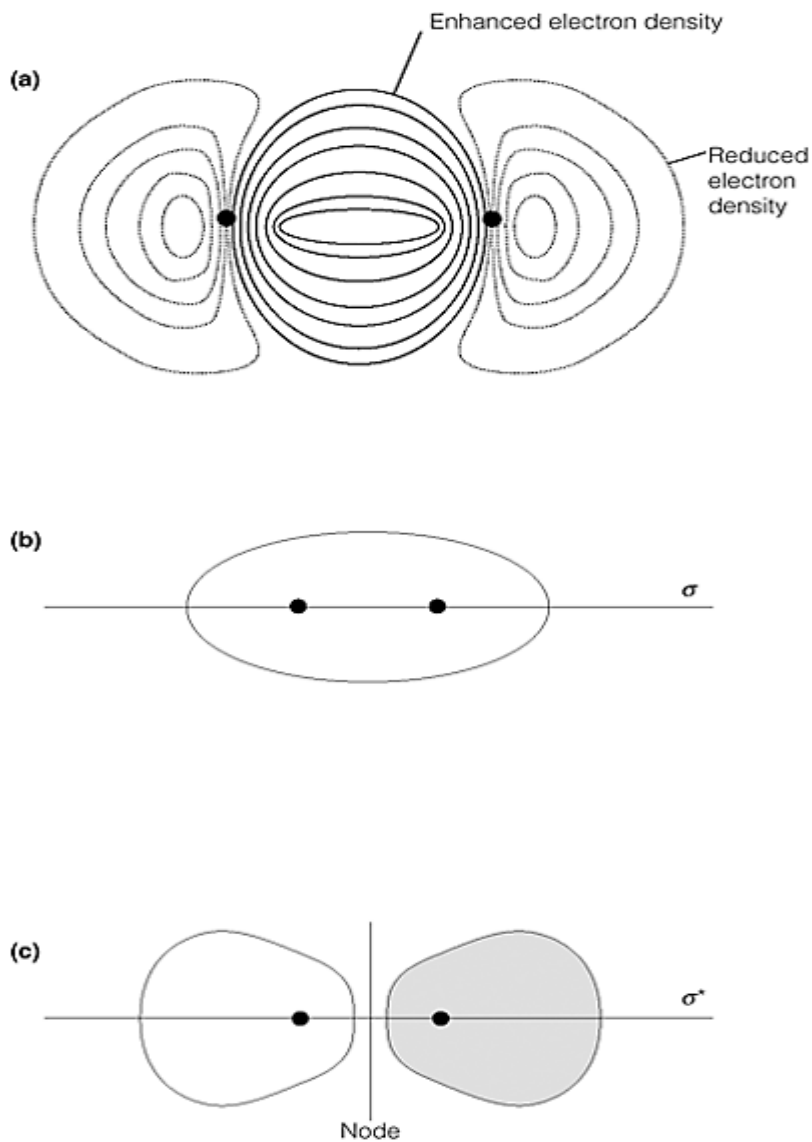 Enhanced electron density
(a)
Reduced
electron
density
(b)
σ
(c)
σ*
Node